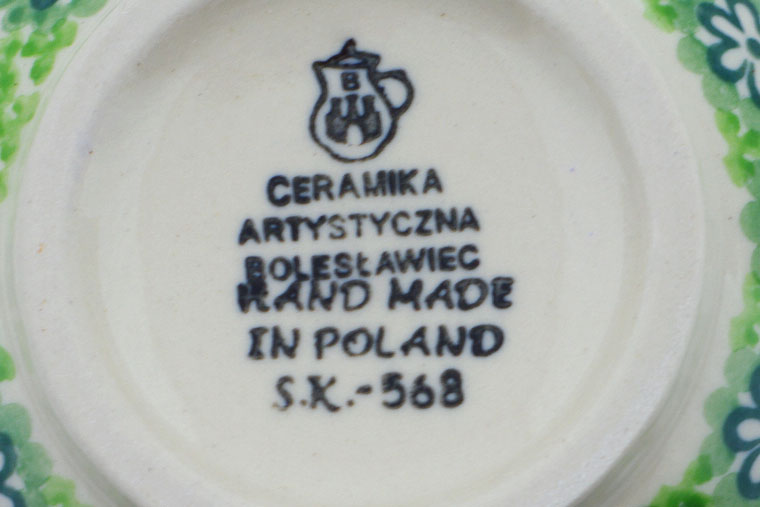 B
CERAMIKA
ARTYSTYCZNA
BOLESŁAWIEC
HAND MADE
IN POLAND
S.K.-568